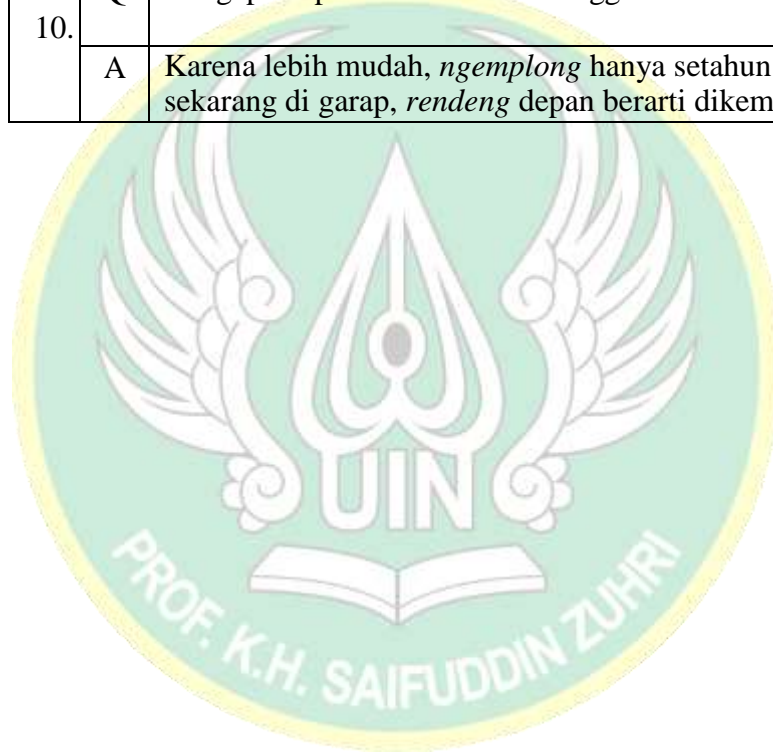 10.
A Karena lebih mudah, ngemplong hanya setahun
sekarang di garap, rendeng depan berarti dikem
UIN
PROF. K.H. SAIFUDDIN ZUHRI